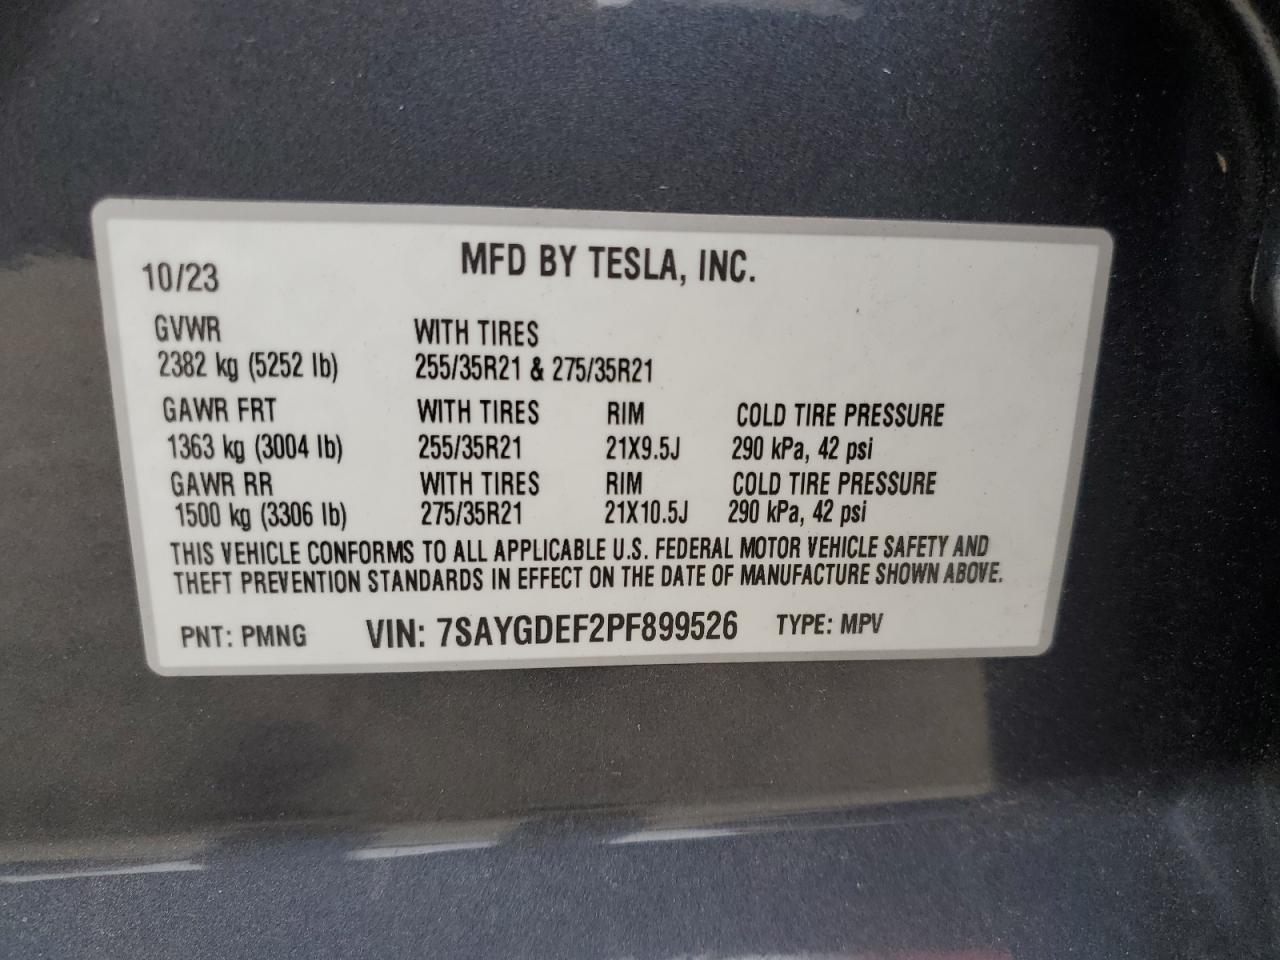 MFD BY TESLA, INC.
10/23
GVWR WITH TIRES
2382 kg (5252 lb) 255/35R21 & 275/35R21
GAWR FRT WITH TIRES RIM COLD TIRE PRESSURE
1363 kg (3004 lb) 255/35R21 21X9.5J 290 kPa, 42 psi
GAWR RR WITH TIRES RIM COLD TIRE PRESSURE
1500 kg (3306 lb) 275/35R21 21X10.5J 290 kPa, 42 psi
THIS VEHICLE CONFORMS TO ALL APPLICABLE U.S. FEDERAL MOTOR VEHICLE SAFETY AND
THEFT PREVENTION STANDARDS IN EFFECT ON THE DATE OF MANUFACTURE SHOWN ABOVE.
PNT: PMNG VIN: 7SAYGDEF2PF899526 TYPE: MPV